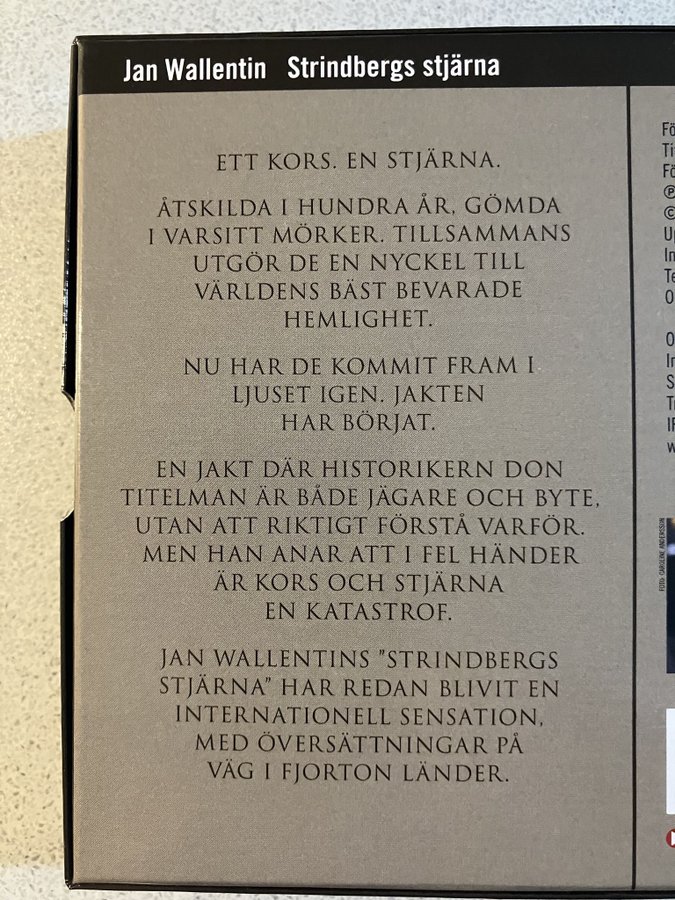 Jan Wallentin Strindbergs stjärna
ETT KORS. EN STJÄRNA.
ÅTSKILDA I HUNDRA ÅR, GÖMDA
I VARSITT MÖRKER. TILLSAMMANS
UTGÖR DE EN NYCKEL TILL
VÄRLDENS BÄST BEVARADE
HEMLIGHET.
NU HAR DE KOMMIT FRAM I
LJUSET IGEN. JAKTEN
HAR BÖRJAT.
EN JAKT DÄR HISTORIKERN DON
TITELMAN ÄR BÅDE JÄGARE OCH BYTE,
UTAN ATT RIKTIGT FÖRSTÅ VARFÖR.
MEN HAN ANAR ATT I FEL HÄNDER
ÄR KORS OCH STJÄRNA
EN KATASTROF.
JAN WALLENTINS "STRINDBERGS
STJÄRNA" HAR REDAN BLIVIT EN
INTERNATIONELL SENSATION,
MED ÖVERSÄTTNINGAR PÅ
VÄG I FJORTON LÄNDER.
FOTO: CAROLINE ANDERSSON